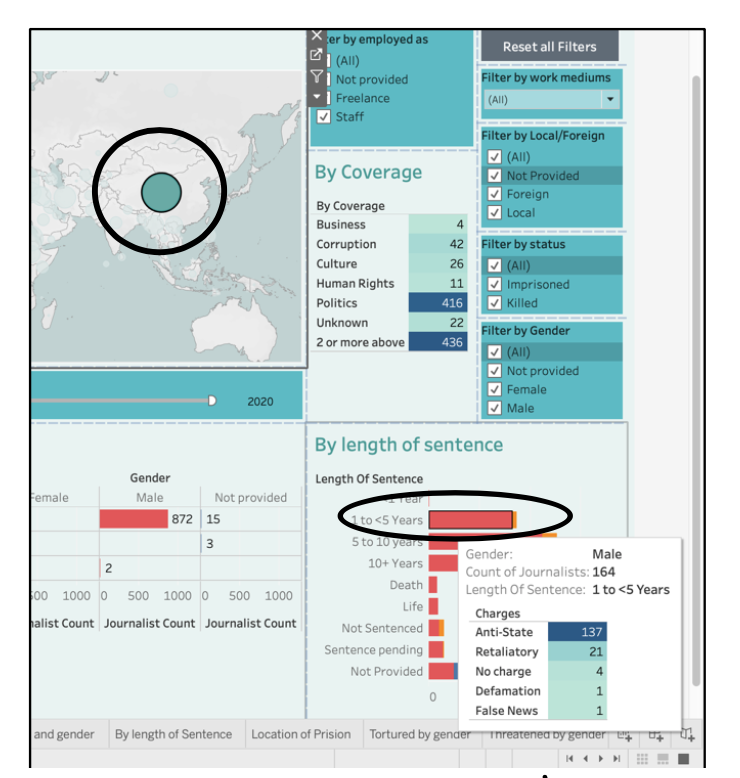 ter by employed as
(All)
Not provided
Freelance
Staff
Reset all Filters
Filter by work mediums
(All)
Filter by Local/Foreign
(All)
Not Provided
Foreign
Local
By Coverage
By Coverage
Business 4
Corruption 42
Culture 26
Human Rights 11
Politics 416
Unknown 22
2 or more above 436
Filter by status
(All)
Imprisoned
Killed
Filter by Gender
(All)
Not provided
Female
Male
2020
By length of sentence
Gender
Female Male Not provided
872 15
3
2
500 1000 0 500 1000 0 500 1000
nalist Count Journalist Count Journalist Count
Length Of Sentence
<1 Year
1 to <5 Years
5 to 10 years
10+ Years
Death
Life
Not Sentenced
Sentence pending
Not Provided
0
Gender: Male
Count of Journalists: 164
Length Of Sentence: 1 to <5 Years
Charges
Anti-State 137
Retaliatory 21
No charge 4
Defamation 1
False News 1
and gender By length of Sentence Location of Prision Tortured by gender Threatened by gender